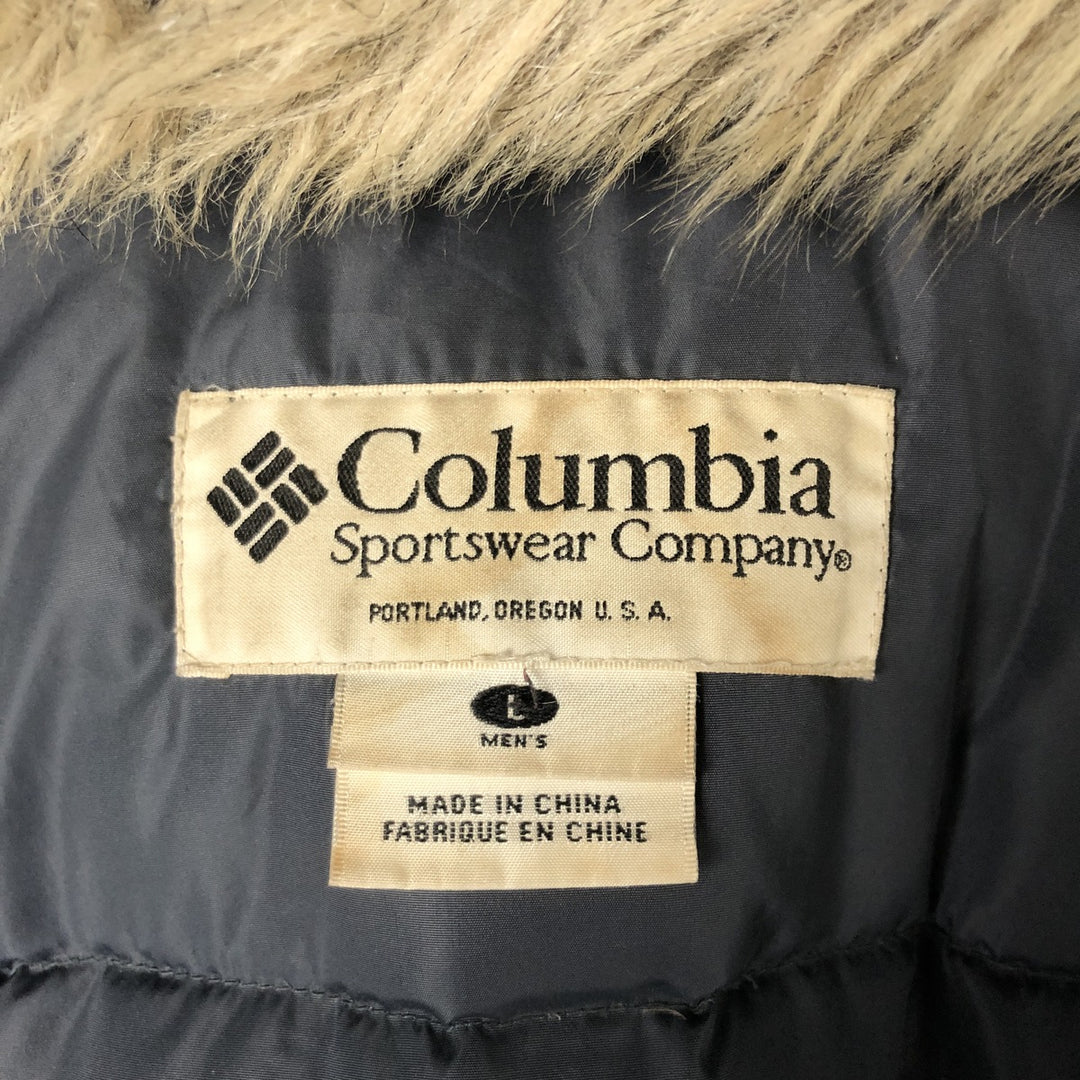 Columbia
Sportswear Company®
PORTLAND, OREGON U.S.A.
L
MEN'S
MADE IN CHINA
FABRIQUE EN CHINE